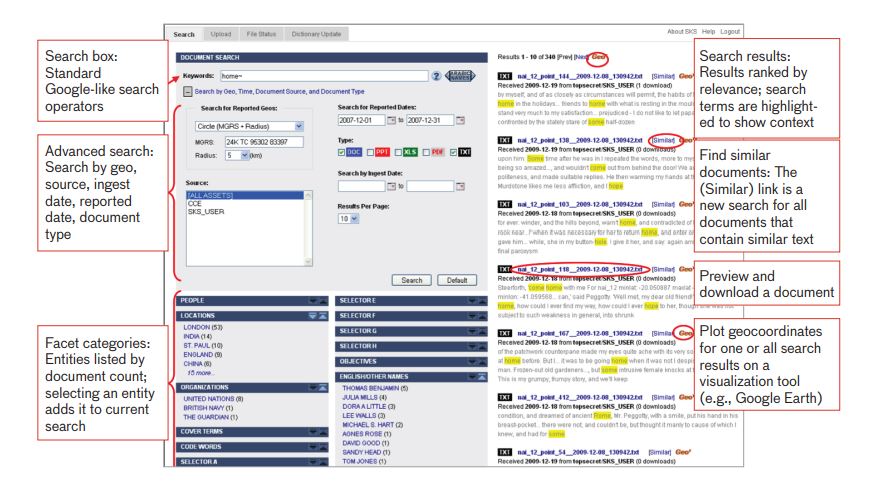 Search Upload File Status Dictionary Update
About SKS Help Logout
Search box:
Standard
Google-like search
operators
Advanced search:
Search by geo,
source, ingest
date, reported
date, document
type
Facet categories:
Entities listed by
document count;
selecting an entity
adds it to current
search
DOCUMENT SEARCH
Keywords: home~
? ARABIC NAMES
Search by Geo, Time, Document Source, and Document Type
Search for Reported Geos:
Circle (MGRS + Radius)
MGRS: 24K TC 95302 83397
Radius: 5 (km)
Source:
[ALL ASSETS]
CCE
SKS_USER
Search for Reported Dates:
2007-12-01 to 2007-12-31
Type:
DOC PPT XLS PDF TXT
Search by Ingest Date:
to
Results Per Page:
10
Search Default
PEOPLE
LOCATIONS
LONDON (53)
INDIA (14)
ST. PAUL (10)
ENGLAND (9)
CHINA (6)
15 more...
ORGANIZATIONS
UNITED NATIONS (8)
BRITISH NAVY (1)
THE GUARDIAN (1)
COVER TERMS
CODE WORDS
SELECTOR A
SELECTOR E
SELECTOR F
SELECTOR G
SELECTOR H
OBJECTIVES
ENGLISH/OTHER NAMES
THOMAS BENJAMIN (5)
JULIA MILLS (4)
DORA A LITTLE (3)
LEE WALLS (3)
MICHAEL S. HART (2)
AGNES ROSE (1)
DAVID GOOD (1)
SANDY HEAD (1)
TOM JONES (1)
Results 1 - 10 of 340 [Prev] [Next] Geo
TXT nai_12_point_144__2009-12-08_130942.txt [Similar] Geo
Received 2009-12-19 from topsecret/SKS_USER (1 downloads)
by myself, and of as closely as circumstances will permit, the habits of
home in the holidays... friends to home with what is resting in the
stand very much to my satisfaction... prejudiced - I do not like to let
confronted by the stately stare of some half-dozen
TXT nai_12_point_138__2009-12-08_130942.txt [Similar] Geo
Received 2009-12-18 from topsecret/SKS_USER (0 downloads)
upon him. Some time after he was in I repeated the words, more to
being so amazed..., and wouldn't come out from behind the door! We
politeness, and made suitable replies. He then warming my hands at
Murdstone likes me less affliction, and I hope
TXT nai_12_point_103__2009-12-08_130942.txt [Similar] Geo
Received 2009-12-18 from topsecret/SKS_USER (0 downloads)
for ever. winder, and the hills beyond, warn't home, and contradicted of
rook near...f'when it was necessary for her to return home, and enter
gave him... while, she in my button-hole. I give it her, and say. again
final paroxysm
TXT nai_12_point_118__2009-12-08_130942.txt [Similar] Geo
Received 2009-12-18 from topsecret/SKS_USER (0 downloads)
Steerforth, 'come home with me For nai_12 minlat: -20.050887 maxlat
minlon: -41.059568... can,' said Peggotty. 'Well met, my dear old friend!'
home, now could I ever find my way, how could I ever hope to her, though
subject to such weakness in general, into shrunk
TXT nai_12_point_167__2009-12-08_130942.txt [Similar] Geo
Received 2009-12-18 from topsecret/SKS_USER (0 downloads)
of the patchwork counterpane made my eyes quite ache with its very
at home before. But I... it was to be going home when it was not I
man. Frozen-out old gardeners..., but some intrusive female knocks at
This is my grumpy, frumpy story, and we'll keep
TXT nai_12_point_412__2009-12-08_130942.txt [Similar] Geo
Received 2009-12-18 from topsecret/SKS_USER (0 downloads)
condition, and dreamed of ancient Rome, Mr. Peggotty, with a smile, put his hand in his
breast-pocket... there were not, and couldn't be, but thought it mainly to cause of which I
knew, and had for some
TXT nai_12_point_54__2009-12-08_130942.txt [Similar] Geo
Received 2009-12-19 from topsecret/SKS_USER (0 downloads)
Search results:
Results ranked by
relevance; search
terms are highlight-
ed to show context
Find similar
documents: The
(Similar) link is a
new search for all
documents that
contain similar text
Preview and
download a document
Plot geocoordinates
for one or all search
results on a
visualization tool
(e.g., Google Earth)